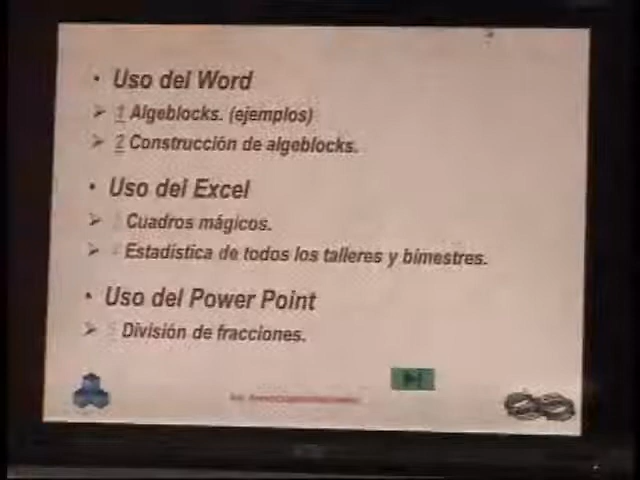 • Uso del Word
➢ 1 Algeblocks. (ejemplos)
➢ 2 Construcción de algeblocks.
• Uso del Excel
➢ Cuadros mágicos.
➢ Estadística de todos los talleres y bimestres.
• Uso del Power Point
➢ División de fracciones.